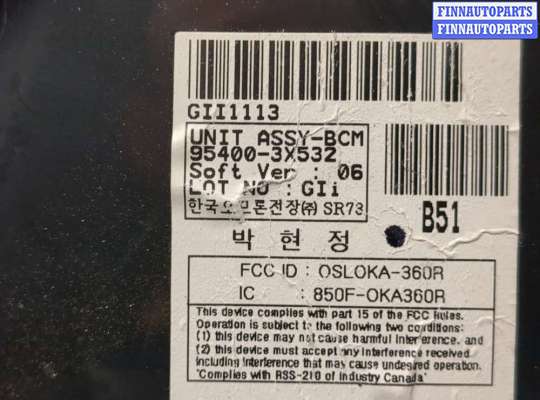 FINNAUTOPARTS
FINNAUTOPARTS
GII1113
UNIT ASSY-BCM
95400-3X532
Soft Ver : 06
LOT NO : GIi
한국오므론전장(주) SR73
B51
박 현 정
FCC ID : OSLOKA-360R
IC : 850F-OKA360R
This device complies with part 15 of the FCC Rules.
Operation is subject to the following two conditions:
(1) this device may not cause harmful interference, and
(2) this device must accept any interference received
including interference that may cause undesired operation.
"Complies with RSS-210 of Industry Canada"